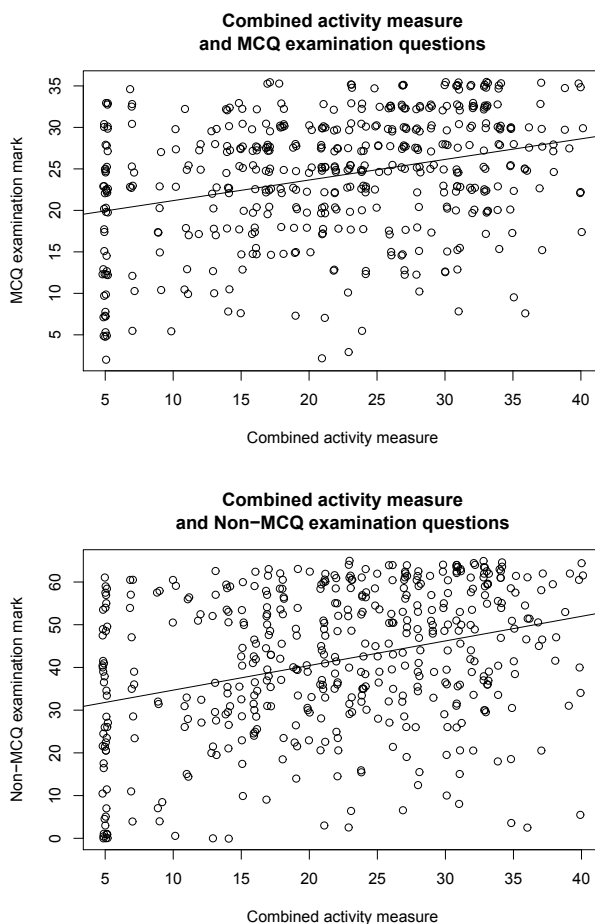 Combined activity measure
and MCQ examination questions
35
30
25
20
15
10
5
MCQ examination mark
5 10 15 20 25 30 35 40
Combined activity measure
Combined activity measure
and Non−MCQ examination questions
60
50
40
30
20
10
0
Non−MCQ examination mark
5 10 15 20 25 30 35 40
Combined activity measure